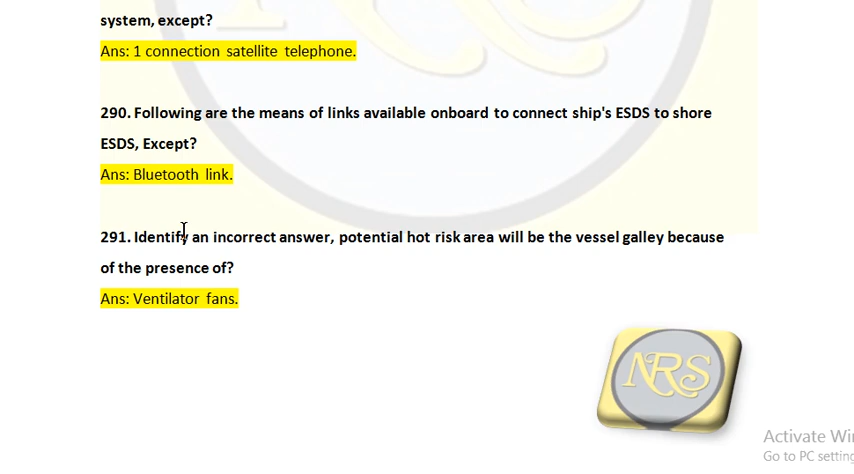 system, except?
Ans: 1 connection satellite telephone.
290. Following are the means of links available onboard to connect ship's ESDS to shore
ESDS, Except?
Ans: Bluetooth link.
291. Identify an incorrect answer, potential hot risk area will be the vessel galley because
of the presence of?
Ans: Ventilator fans.
NRS
Activate Wi
Go to PC setting